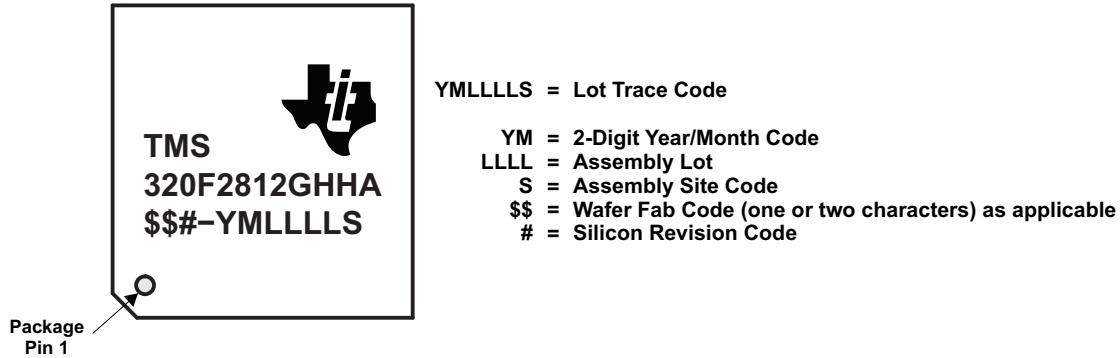 TMS
320F2812GHHA
$$#−YMLLLLS
Package
Pin 1
YMLLLLS = Lot Trace Code
YM = 2-Digit Year/Month Code
LLLL = Assembly Lot
S = Assembly Site Code
$$ = Wafer Fab Code (one or two characters) as applicable
# = Silicon Revision Code